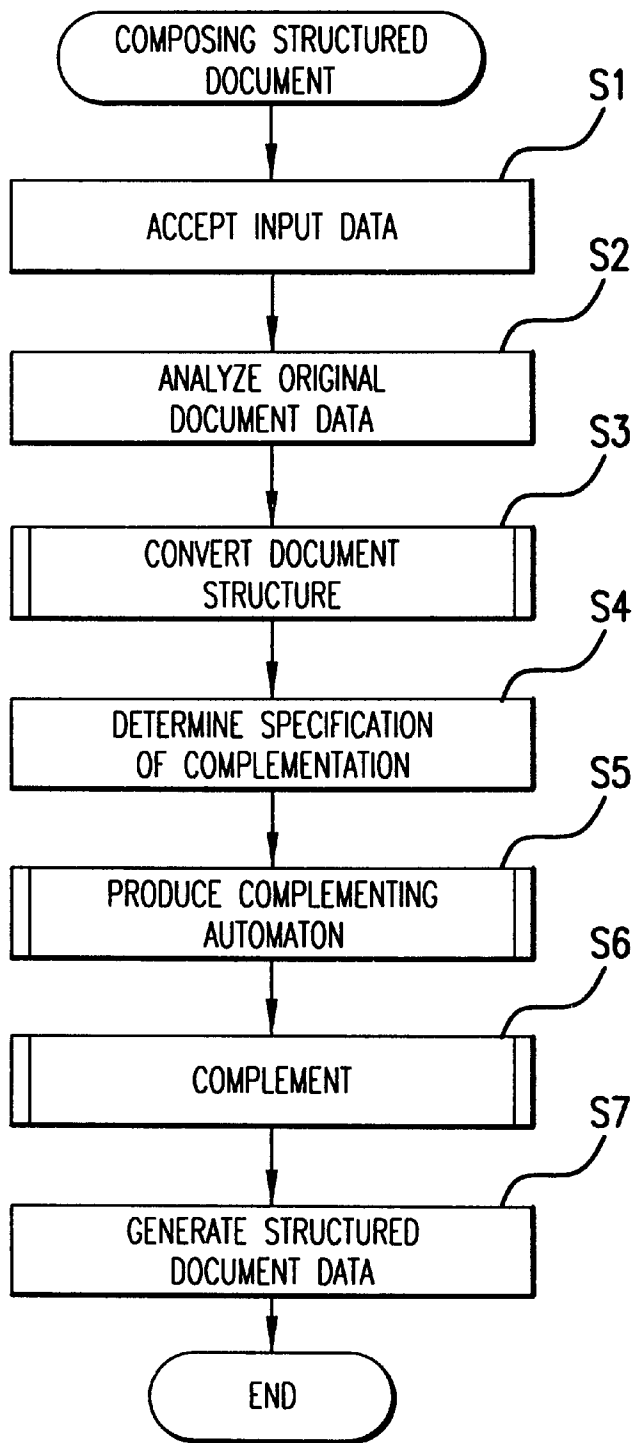 COMPOSING STRUCTURED
DOCUMENT
S1
ACCEPT INPUT DATA
S2
ANALYZE ORIGINAL
DOCUMENT DATA
S3
CONVERT DOCUMENT
STRUCTURE
S4
DETERMINE SPECIFICATION
OF COMPLEMENTATION
S5
PRODUCE COMPLEMENTING
AUTOMATON
S6
COMPLEMENT
S7
GENERATE STRUCTURED
DOCUMENT DATA
END